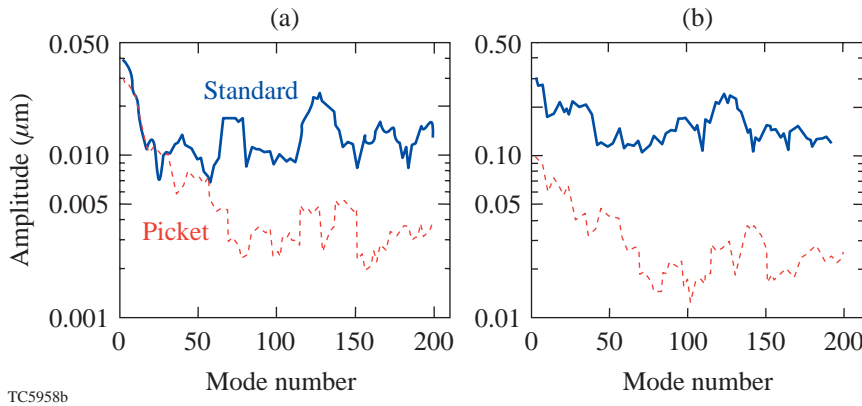 (a) (b)
0.050 0.50
Standard
0.010 0.10
0.005 0.05
Picket
0.001 0.01
Amplitude (μm)
0 50 100 150 200 0 50 100 150 200
Mode number Mode number
TC5958b